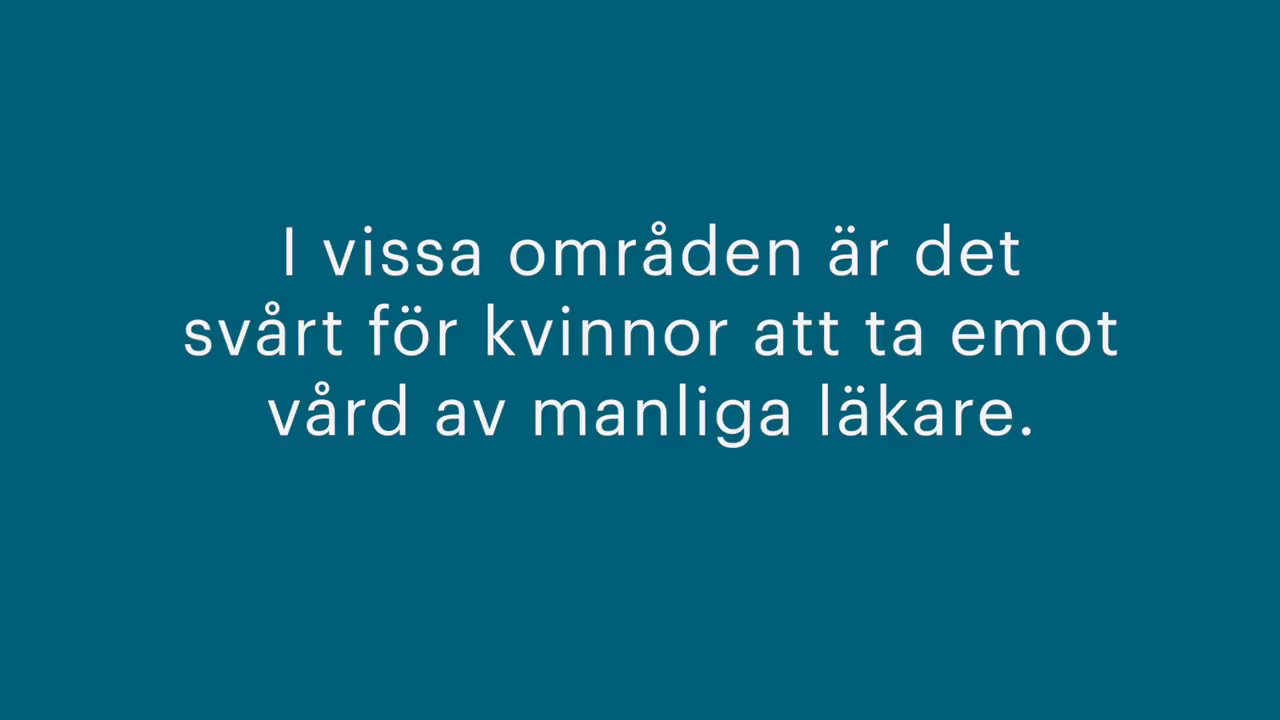 I vissa områden är det
svårt för kvinnor att ta emot
vård av manliga läkare.